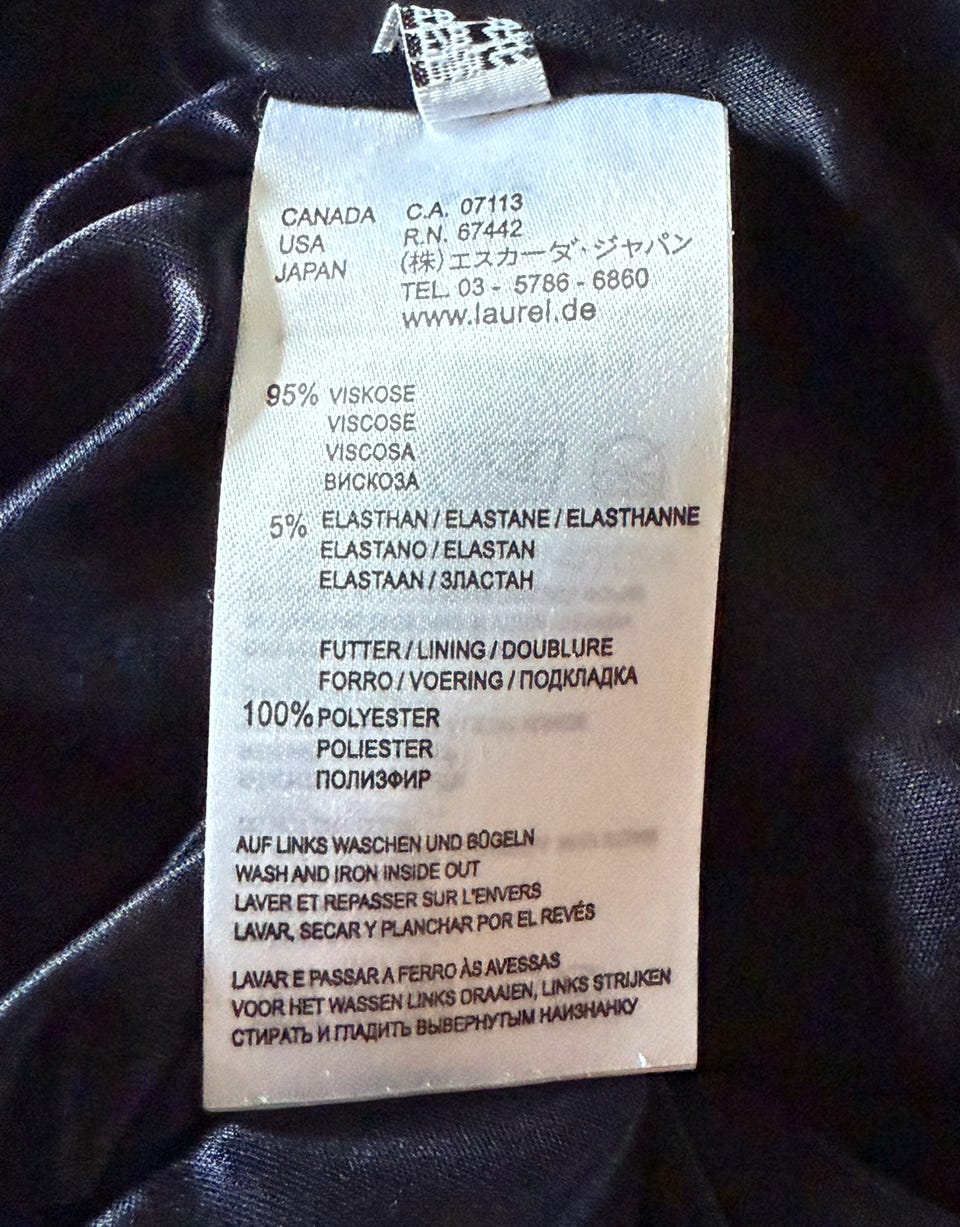 CANADA C.A. 07113
USA R.N. 67442
JAPAN (株)エスカーダ・ジャパン
TEL. 03 - 5786 - 6860
www.laurel.de
95% VISKOSE
VISCOSE
VISCOSA
ВИСКОЗА
5% ELASTHAN / ELASTANE / ELASTHANNE
ELASTANO / ELASTAN
ELASTAAN / ЗЛАСТАН
FUTTER / LINING / DOUBLURE
FORRO / VOERING / ПОДКЛАДКА
100% POLYESTER
POLIESTER
ПОЛИЗФИР
AUF LINKS WASCHEN UND BÜGELN
WASH AND IRON INSIDE OUT
LAVER ET REPASSER SUR L'ENVERS
LAVAR, SECAR Y PLANCHAR POR EL REVÉS
LAVAR E PASSAR A FERRO ÀS AVESSAS
VOOR HET WASSEN LINKS DRAAIEN, LINKS STRIJKEN
СТИРАТЬ И ГЛАДИТЬ ВЫВЕРНУТЫМ НАИЗНАНКУ